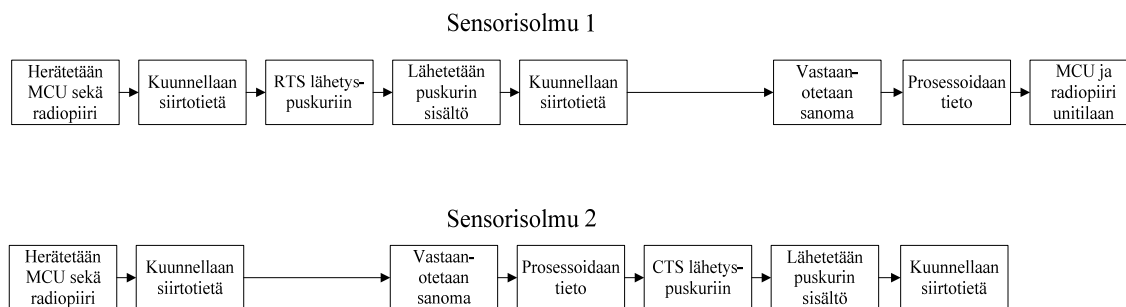 Sensorisolmu 1
Herätetään
MCU sekä
radiopiiri
Kuunnellaan
siirtotietä
RTS lähetys-
puskuriin
Lähetetään
puskurin
sisältö
Kuunnellaan
siirtotietä
Vastaan-
otetaan
sanoma
Prosessoidaan
tieto
MCU ja
radiopiiri
unitilaan
Sensorisolmu 2
Herätetään
MCU sekä
radiopiiri
Kuunnellaan
siirtotietä
Vastaan-
otetaan
sanoma
Prosessoidaan
tieto
CTS lähetys-
puskuriin
Lähetetään
puskurin
sisältö
Kuunnellaan
siirtotietä